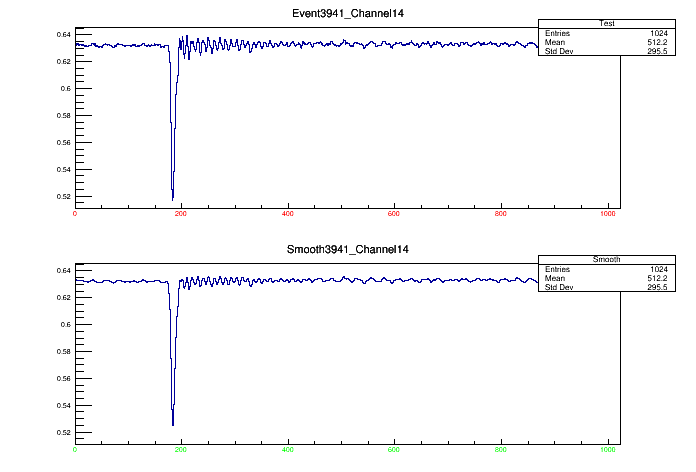 Event3941_Channel14
Test
Entries 1024
Mean 512.2
Std Dev 295.5
0.64
0.62
0.6
0.58
0.56
0.54
0.52
0 200 400 600 800 1000
Smooth3941_Channel14
Smooth
Entries 1024
Mean 512.2
Std Dev 295.5
0.64
0.62
0.6
0.58
0.56
0.54
0.52
0 200 400 600 800 1000